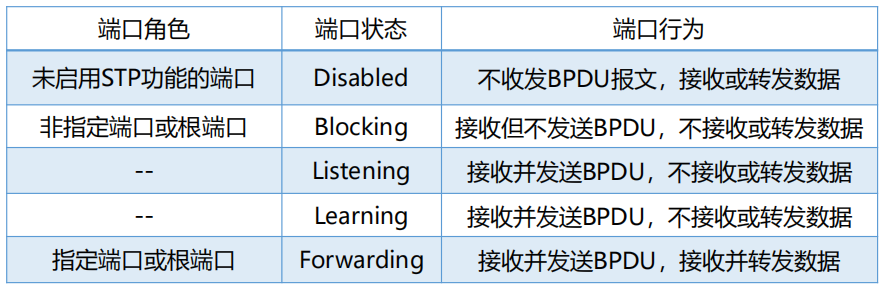 端口角色 端口状态 端口行为
未启用STP功能的端口 Disabled 不收发BPDU报文，接收或转发数据
非指定端口或根端口 Blocking 接收但不发送BPDU，不接收或转发数据
-- Listening 接收并发送BPDU，不接收或转发数据
-- Learning 接收并发送BPDU，不接收或转发数据
指定端口或根端口 Forwarding 接收并发送BPDU，接收并转发数据